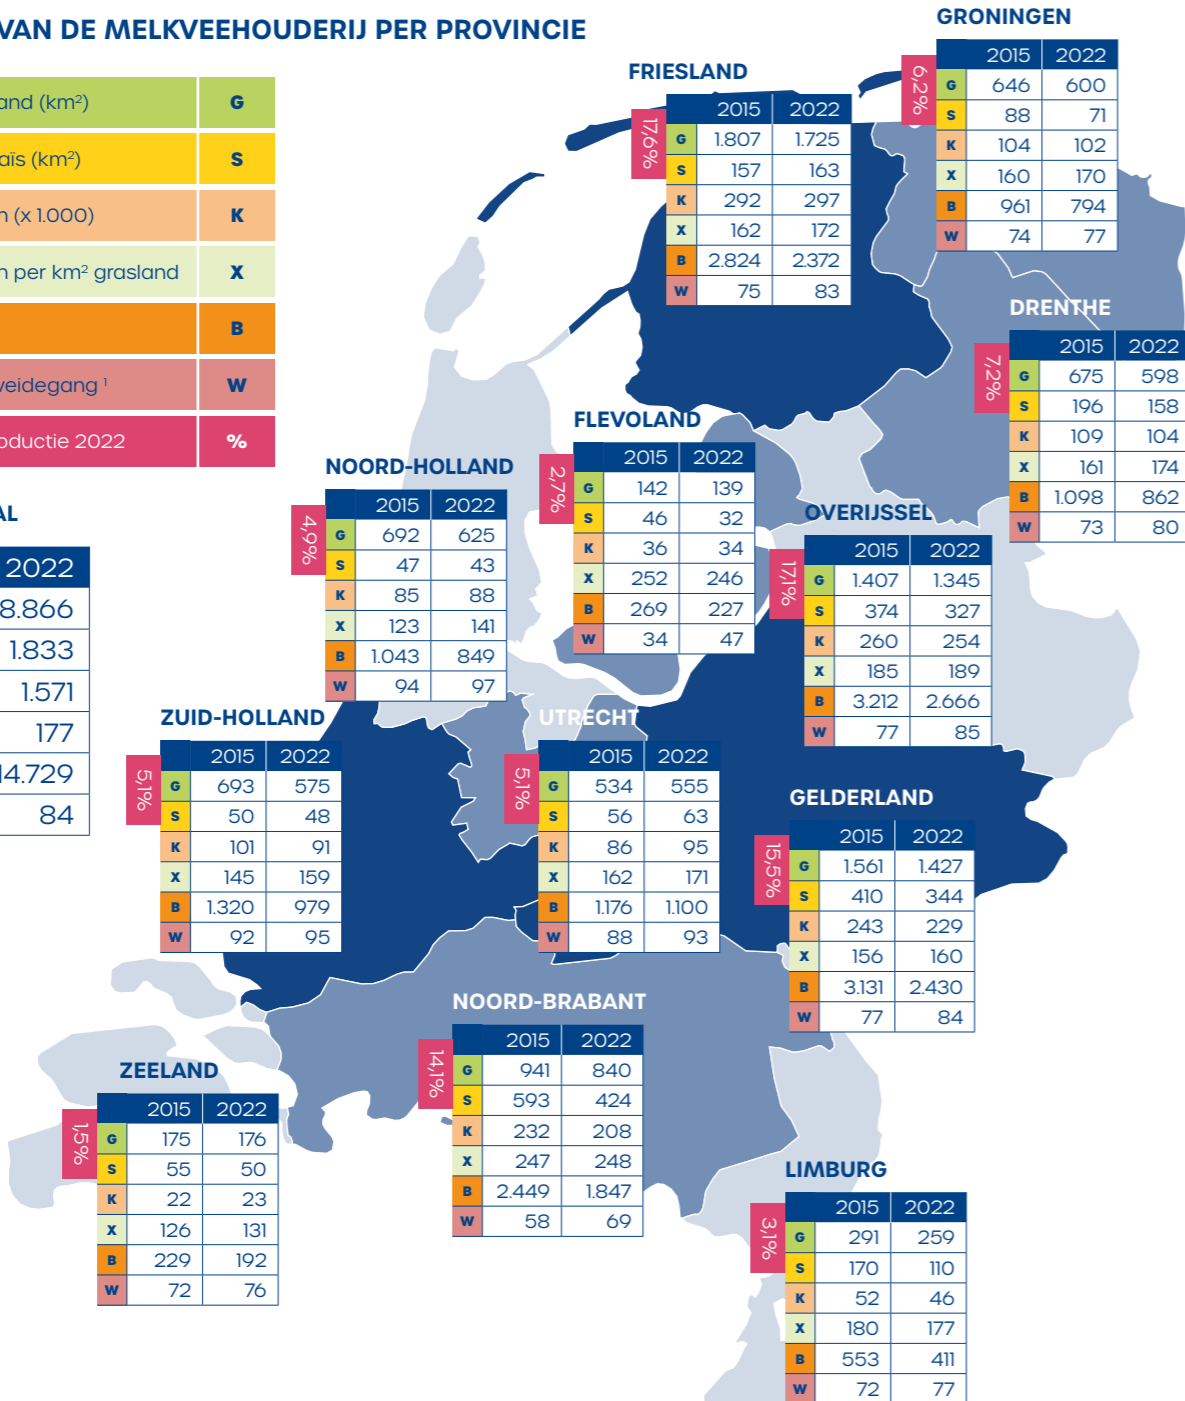 VAN DE MELKVEEHOUDERIJ PER PROVINCIE
(km²) G
(km²) S
(x 1.000) K
per km² grasland X
B
weidegang ¹ W
2022 %
2022
8.866
1.833
1.571
177
14.729
84
GRONINGEN
6,2%
2015 2022
G 646 600
S 88 71
K 104 102
X 160 170
B 961 794
W 74 77
FRIESLAND
17,6%
2015 2022
G 1.807 1.725
S 157 163
K 292 297
X 162 172
B 2.824 2.372
W 75 83
DRENTHE
7,2%
2015 2022
G 675 598
S 196 158
K 109 104
X 161 174
B 1.098 862
W 73 80
FLEVOLAND
2,7%
2015 2022
G 142 139
S 46 32
K 36 34
X 252 246
B 269 227
W 34 47
NOORD-HOLLAND
4,9%
2015 2022
G 692 625
S 47 43
K 85 88
X 123 141
B 1.043 849
W 94 97
OVERIJSSEL
17,1%
2015 2022
G 1.407 1.345
S 374 327
K 260 254
X 185 189
B 3.212 2.666
W 77 85
ZUID-HOLLAND
5,1%
2015 2022
G 693 575
S 50 48
K 101 91
X 145 159
B 1.320 979
W 92 95
UTRECHT
5,1%
2015 2022
G 534 555
S 56 63
K 86 95
X 162 171
B 1.176 1.100
W 88 93
GELDERLAND
15,5%
2015 2022
G 1.561 1.427
S 410 344
K 243 229
X 156 160
B 3.131 2.430
W 77 84
NOORD-BRABANT
14,1%
2015 2022
G 941 840
S 593 424
K 232 208
X 247 248
B 2.449 1.847
W 58 69
ZEELAND
1,5%
2015 2022
G 175 176
S 55 50
K 22 23
X 126 131
B 229 192
W 72 76
LIMBURG
3,1%
2015 2022
G 291 259
S 170 110
K 52 46
X 180 177
B 553 411
W 72 77